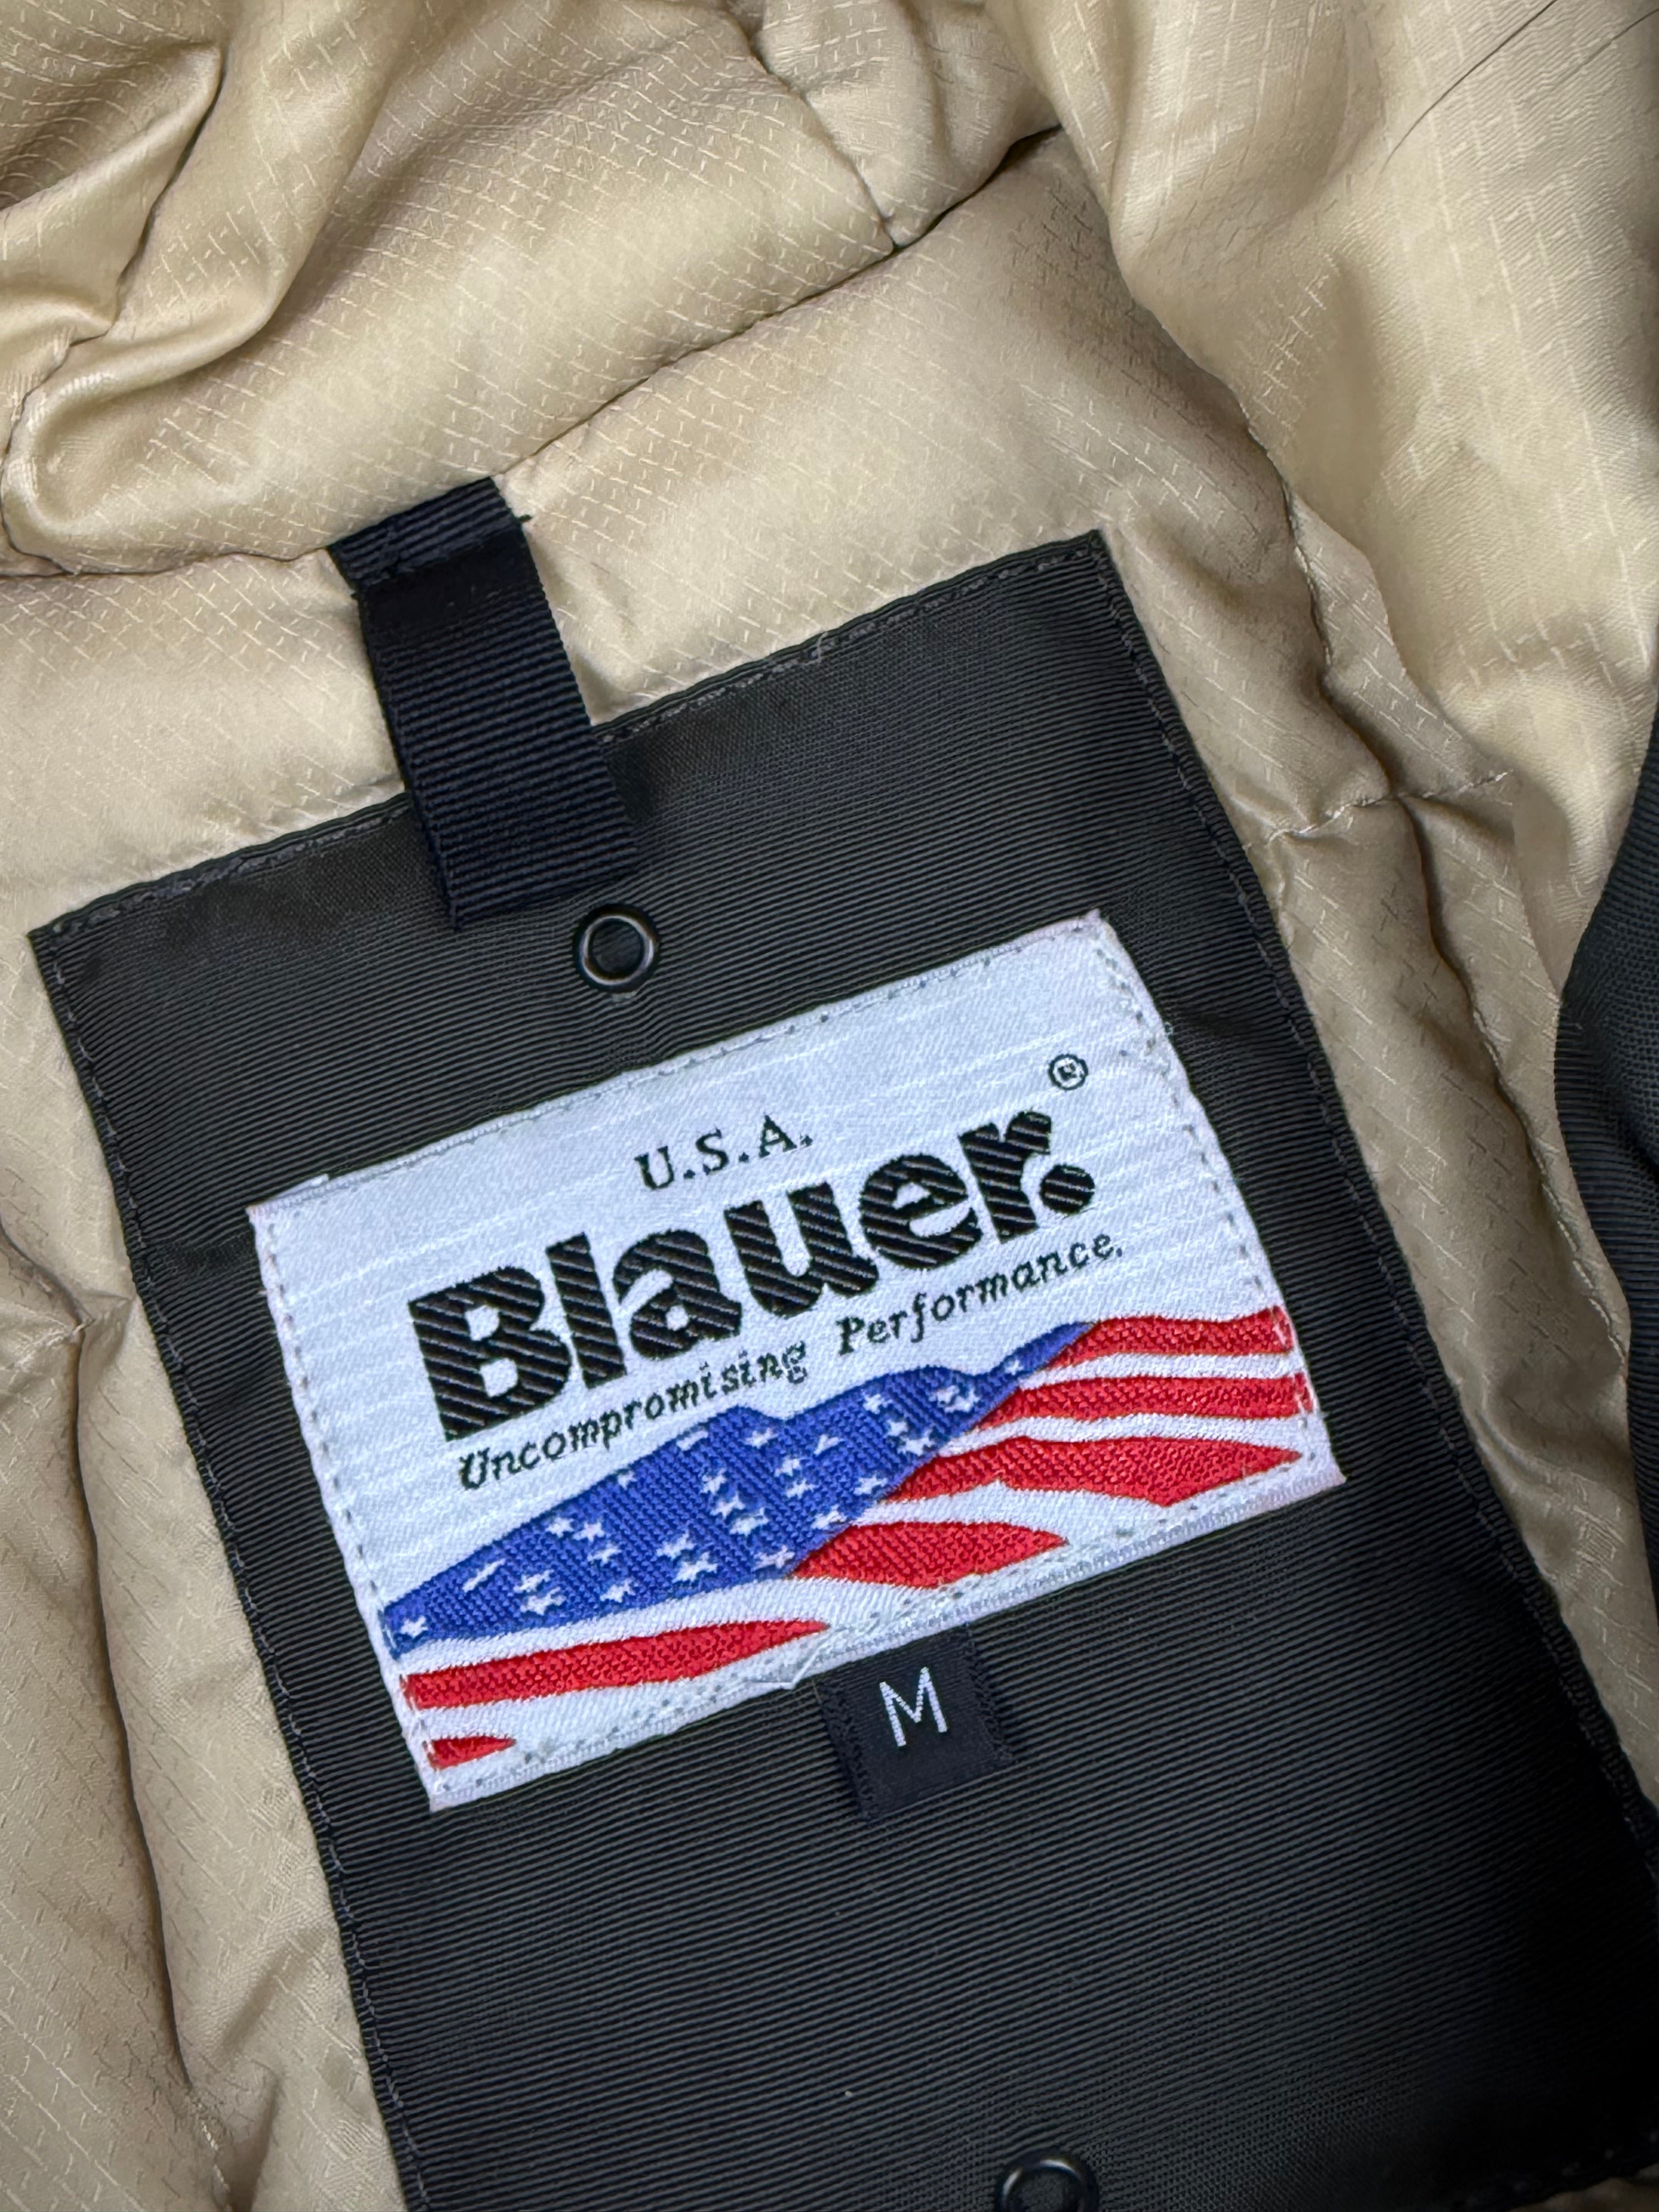 U.S.A. ®
Blauer.
Uncompromising Performance.
M